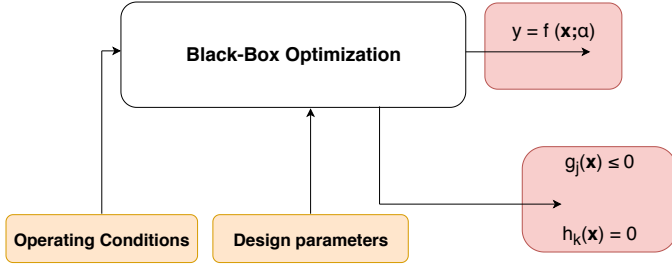 y = f (x;α)
Black-Box Optimization
gj(x) ≤ 0
Operating Conditions
Design parameters
hk(x) = 0